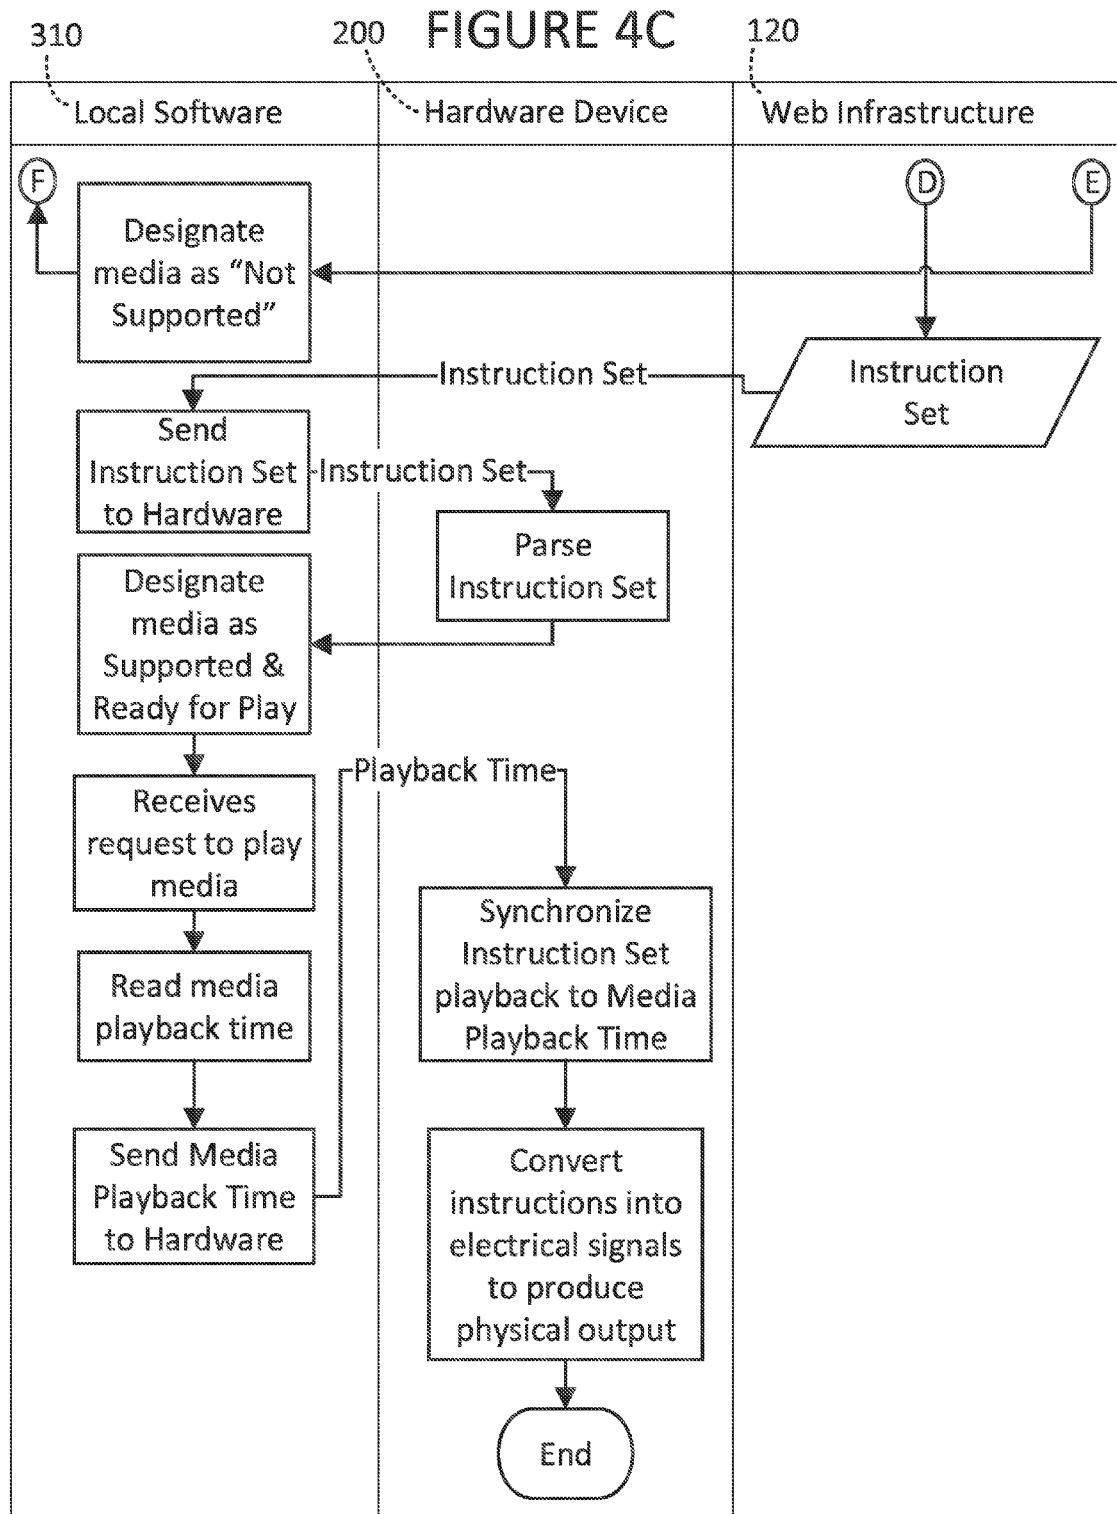 FIGURE 4C
310
200
120
Local Software
Hardware Device
Web Infrastructure
F
D
E
Designate
media as “Not
Supported”
Instruction
Set
Instruction Set
Send
Instruction Set
to Hardware
Instruction Set
Parse
Instruction Set
Designate
media as
Supported &
Ready for Play
Playback Time
Receives
request to play
media
Synchronize
Instruction Set
playback to Media
Playback Time
Read media
playback time
Send Media
Playback Time
to Hardware
Convert
instructions into
electrical signals
to produce
physical output
End